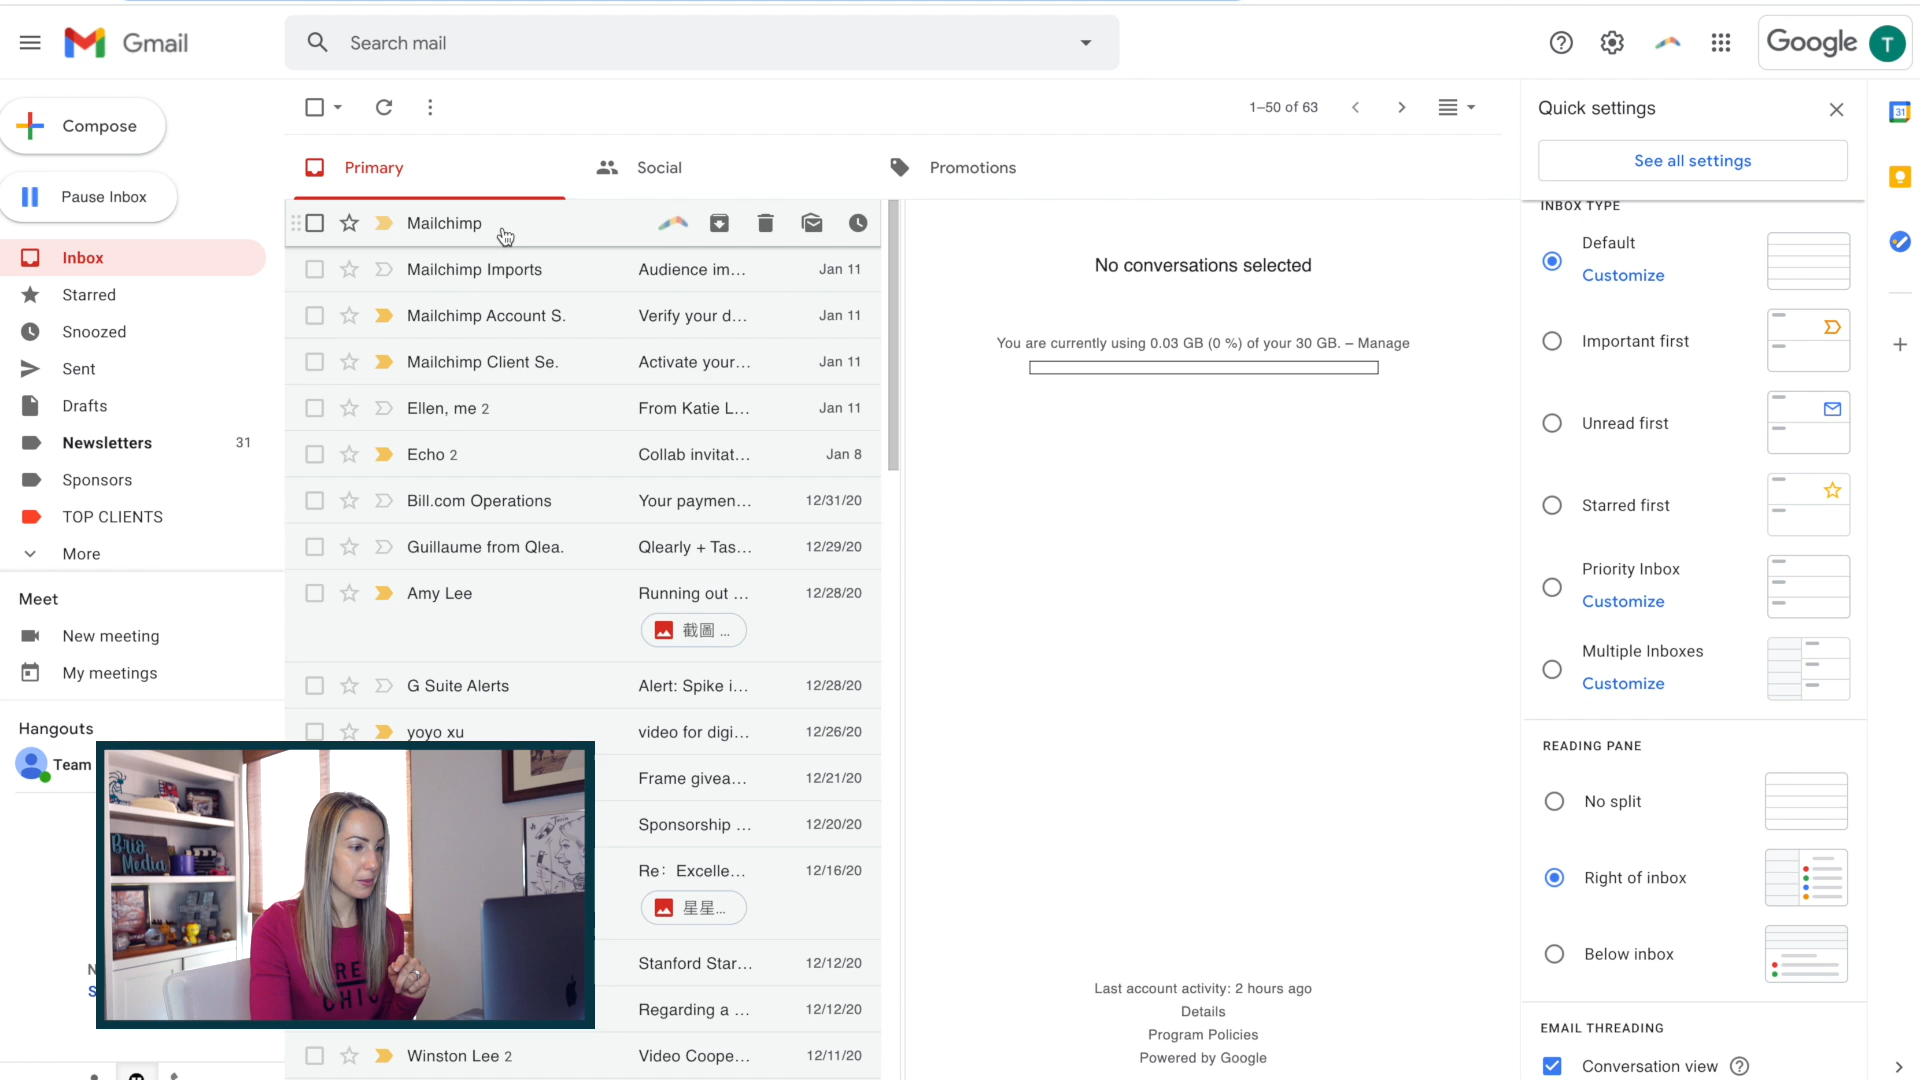 Gmail
Search mail
Google
T
Compose
Pause Inbox
Inbox
Starred
Snoozed
Sent
Drafts
Newsletters 31
Sponsors
TOP CLIENTS
More
Meet
New meeting
My meetings
Hangouts
Team
1–50 of 63
Primary
Social
Promotions
Mailchimp
Mailchimp Imports Audience im... Jan 11
Mailchimp Account S. Verify your d... Jan 11
Mailchimp Client Se. Activate your... Jan 11
Ellen, me 2 From Katie L... Jan 11
Echo 2 Collab invitat... Jan 8
Bill.com Operations Your paymen... 12/31/20
Guillaume from Qlea. Qlearly + Tas... 12/29/20
Amy Lee Running out ... 12/28/20
截圖 ...
G Suite Alerts Alert: Spike i... 12/28/20
yoyo xu video for digi... 12/26/20
Frame givea... 12/21/20
Sponsorship ... 12/20/20
Re: Excelle... 12/16/20
星星...
Stanford Star... 12/12/20
Regarding a ... 12/12/20
Winston Lee 2 Video Coope... 12/11/20
Brio
Media
No conversations selected
You are currently using 0.03 GB (0 %) of your 30 GB. – Manage
Last account activity: 2 hours ago
Details
Program Policies
Powered by Google
Quick settings
See all settings
INBOX TYPE
Default
Customize
Important first
Unread first
Starred first
Priority Inbox
Customize
Multiple Inboxes
Customize
READING PANE
No split
Right of inbox
Below inbox
EMAIL THREADING
Conversation view
31